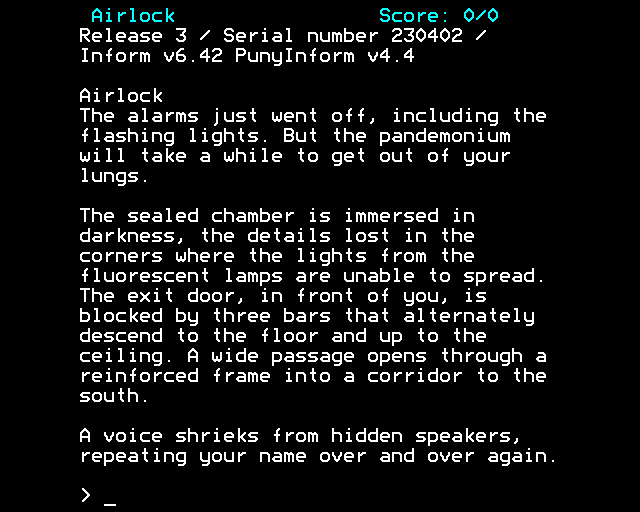 Airlock Score: 0/0
Release 3 / Serial number 230402 /
Inform v6.42 PunyInform v4.4
Airlock
The alarms just went off, including the
flashing lights. But the pandemonium
will take a while to get out of your
lungs.
The sealed chamber is immersed in
darkness, the details lost in the
corners where the lights from the
fluorescent lamps are unable to spread.
The exit door, in front of you, is
blocked by three bars that alternately
descend to the floor and up to the
ceiling. A wide passage opens through a
reinforced frame into a corridor to the
south.
A voice shrieks from hidden speakers,
repeating your name over and over again.
> _